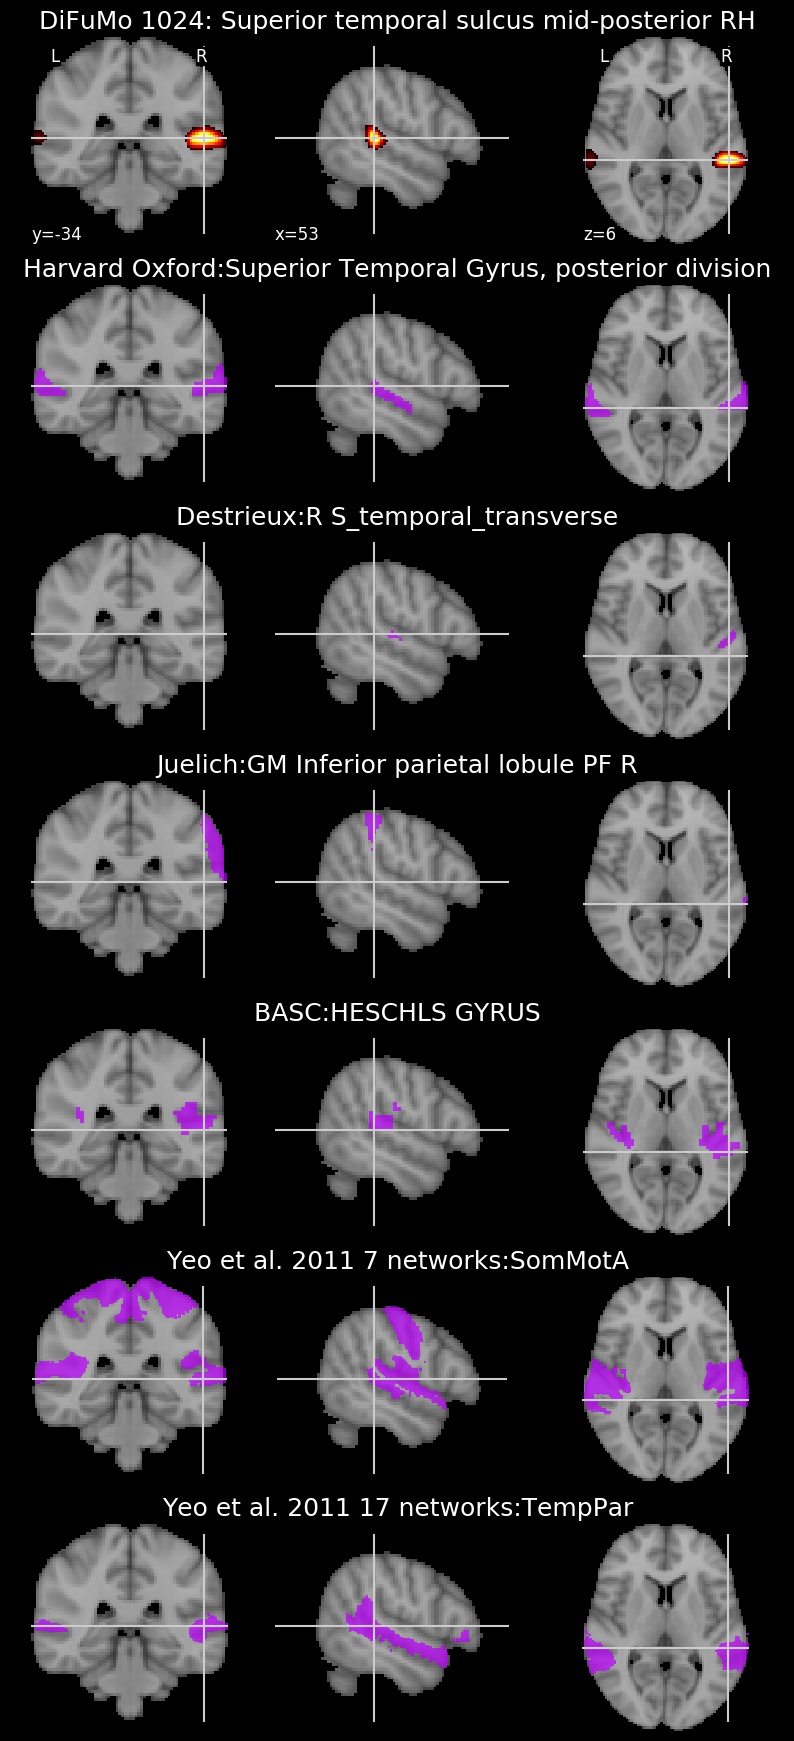 DiFuMo 1024: Superior temporal sulcus mid-posterior RH
L R L R
y=-34 x=53 z=6
Harvard Oxford:Superior Temporal Gyrus, posterior division
Destrieux:R S_temporal_transverse
Juelich:GM Inferior parietal lobule PF R
BASC:HESCHLS GYRUS
Yeo et al. 2011 7 networks:SomMotA
Yeo et al. 2011 17 networks:TempPar